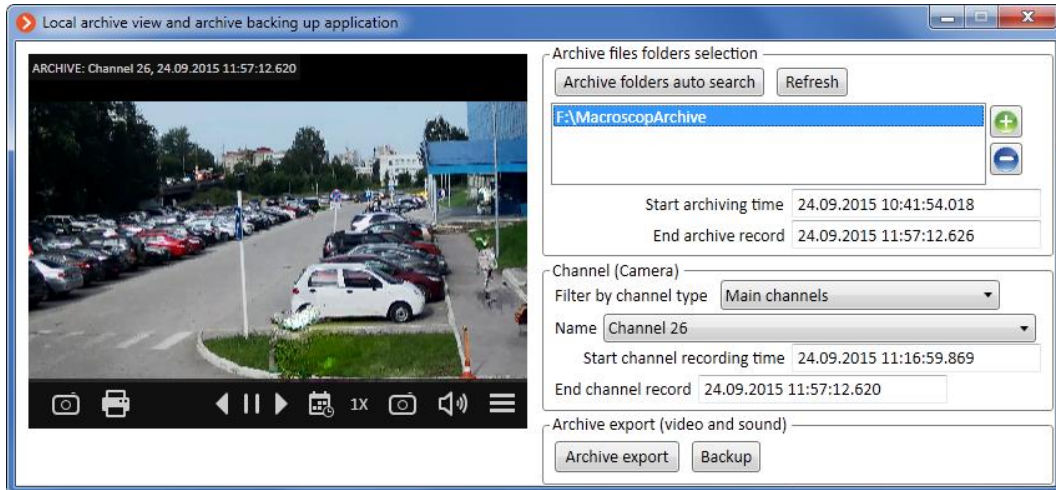 Local archive view and archive backing up application
ARCHIVE: Channel 26, 24.09.2015 11:57:12.620
1X
Archive files folders selection
Archive folders auto search Refresh
F:\MacroscopArchive
Start archiving time 24.09.2015 10:41:54.018
End archive record 24.09.2015 11:57:12.626
Channel (Camera)
Filter by channel type Main channels
Name Channel 26
Start channel recording time 24.09.2015 11:16:59.869
End channel record 24.09.2015 11:57:12.620
Archive export (video and sound)
Archive export Backup